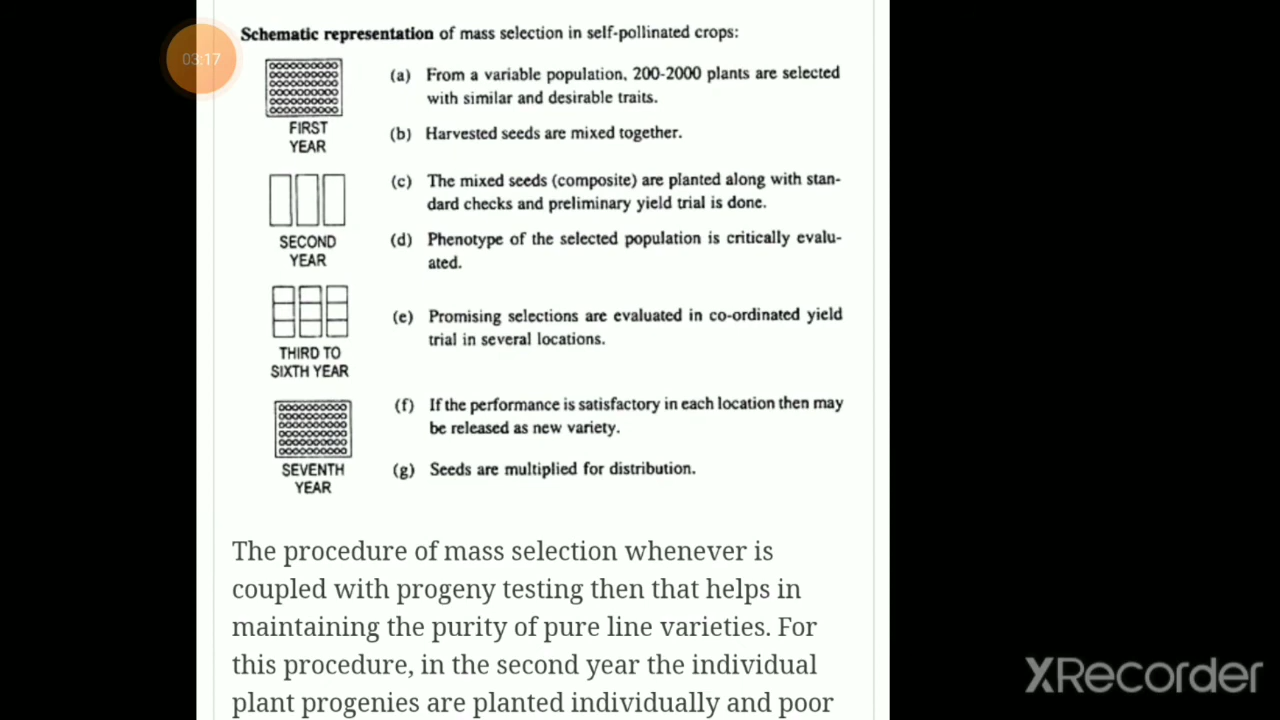 Schematic representation of mass selection in self-pollinated crops:
03:17
(a) From a variable population, 200-2000 plants are selected
with similar and desirable traits.
FIRST
YEAR
(b) Harvested seeds are mixed together.
(c) The mixed seeds (composite) are planted along with stan-
dard checks and preliminary yield trial is done.
SECOND
YEAR
(d) Phenotype of the selected population is critically evalu-
ated.
(e) Promising selections are evaluated in co-ordinated yield
trial in several locations.
THIRD TO
SIXTH YEAR
(f) If the performance is satisfactory in each location then may
be released as new variety.
SEVENTH
YEAR
(g) Seeds are multiplied for distribution.
The procedure of mass selection whenever is
coupled with progeny testing then that helps in
maintaining the purity of pure line varieties. For
this procedure, in the second year the individual
plant progenies are planted individually and poor
XRecorder